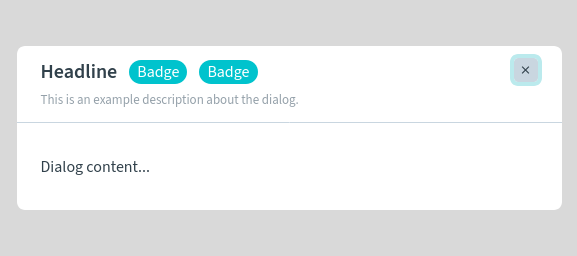 Headline Badge Badge ×
This is an example description about the dialog.
Dialog content...